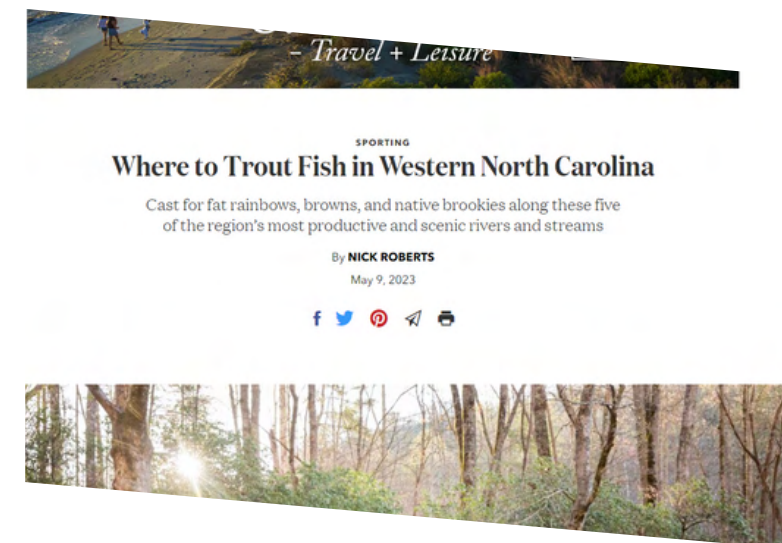 – Travel + Leisure
SPORTING
Where to Trout Fish in Western North Carolina
Cast for fat rainbows, browns, and native brookies along these five
of the region's most productive and scenic rivers and streams
By NICK ROBERTS
May 9, 2023